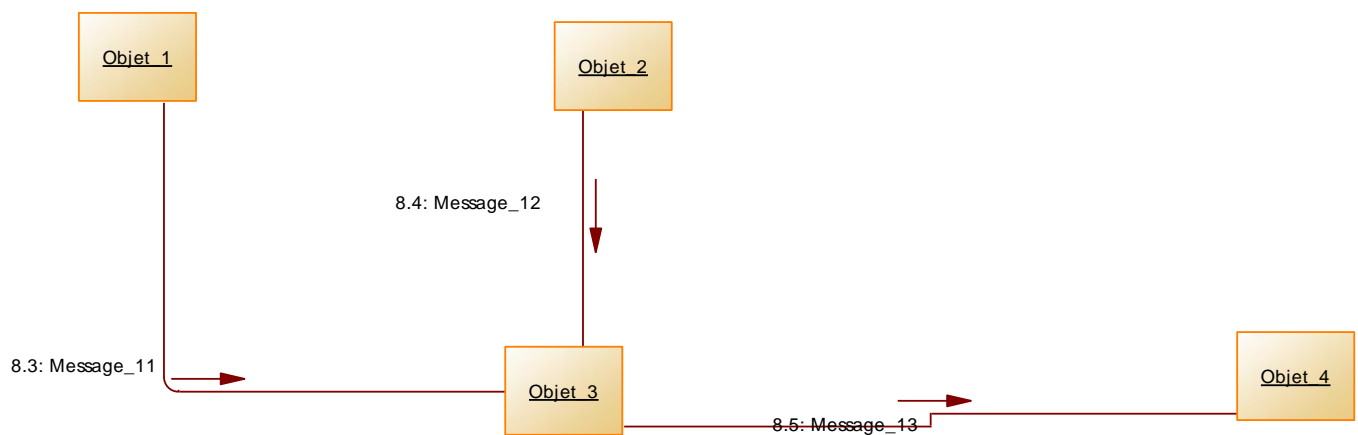 Objet_1
Objet_2
8.4: Message_12
8.3: Message_11
Objet_3
Objet_4
8.5: Message_13